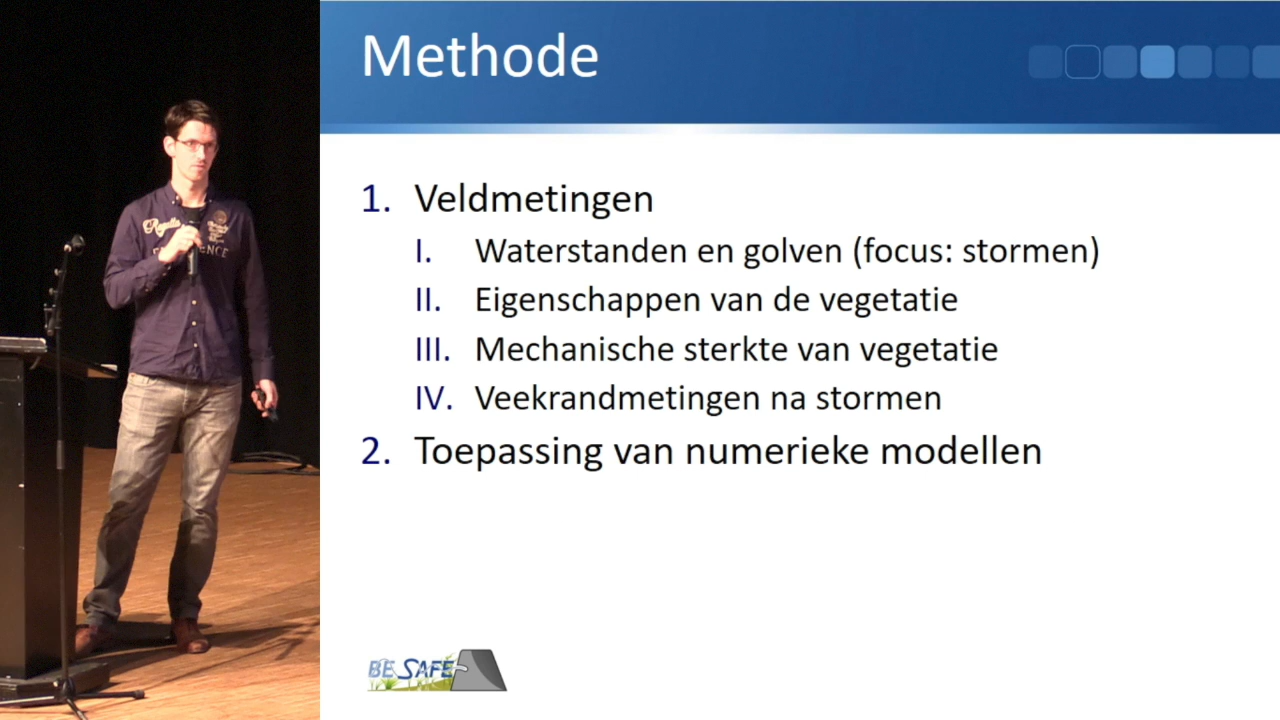 Methode
1. Veldmetingen
I. Waterstanden en golven (focus: stormen)
II. Eigenschappen van de vegetatie
III. Mechanische sterkte van vegetatie
IV. Veekrandmetingen na stormen
2. Toepassing van numerieke modellen
BE SAFE